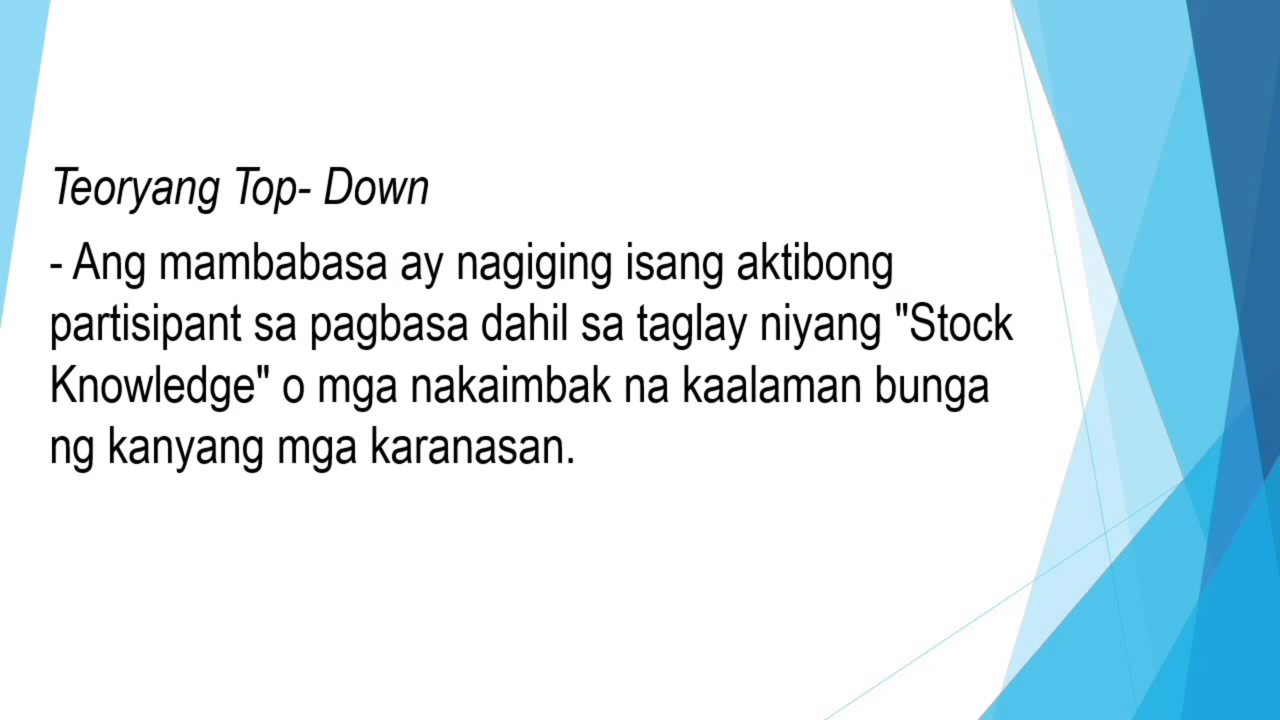 Teoryang Top- Down
- Ang mambabasa ay nagiging isang aktibong
partisipant sa pagbasa dahil sa taglay niyang "Stock
Knowledge" o mga nakaimbak na kaalaman bunga
ng kanyang mga karanasan.